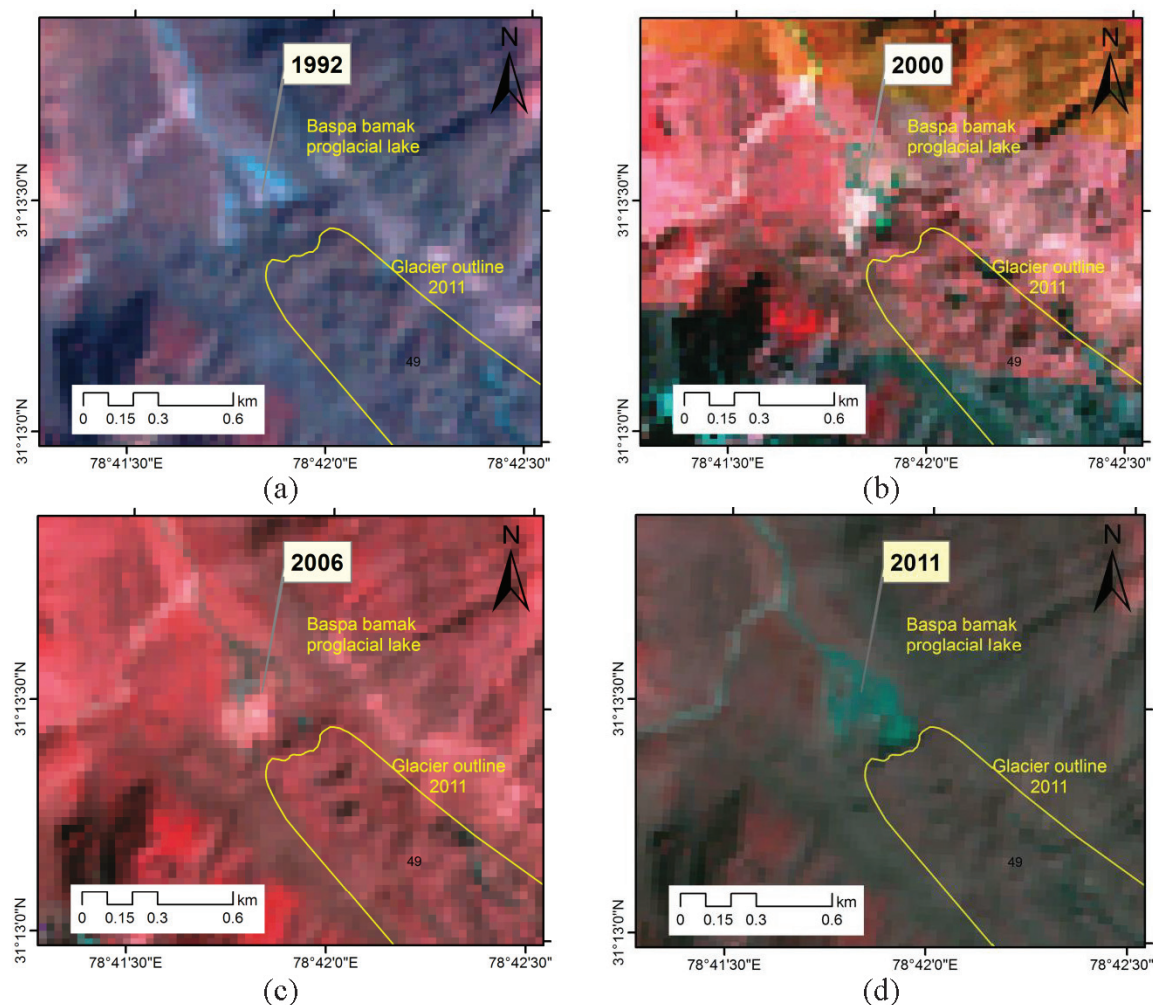 N
1992
Baspa bamak
proglacial lake
31°13'30"N
Glacier outline
2011
49
km
0 0.15 0.3 0.6
31°13'0"N
78°41'30"E 78°42'0"E 78°42'30"
(a)
N
2000
Baspa bamak
proglacial lake
31°13'30"N
Glacier outline
2011
49
km
0 0.15 0.3 0.6
31°13'0"N
78°41'30"E 78°42'0"E 78°42'30"
(b)
N
2006
Baspa bamak
proglacial lake
31°13'30"N
Glacier outline
2011
49
km
0 0.15 0.3 0.6
31°13'0"N
78°41'30"E 78°42'0"E 78°42'30"
(c)
N
2011
Baspa bamak
proglacial lake
31°13'30"N
Glacier outline
2011
49
km
0 0.15 0.3 0.6
31°13'0"N
78°41'30"E 78°42'0"E 78°42'30"
(d)